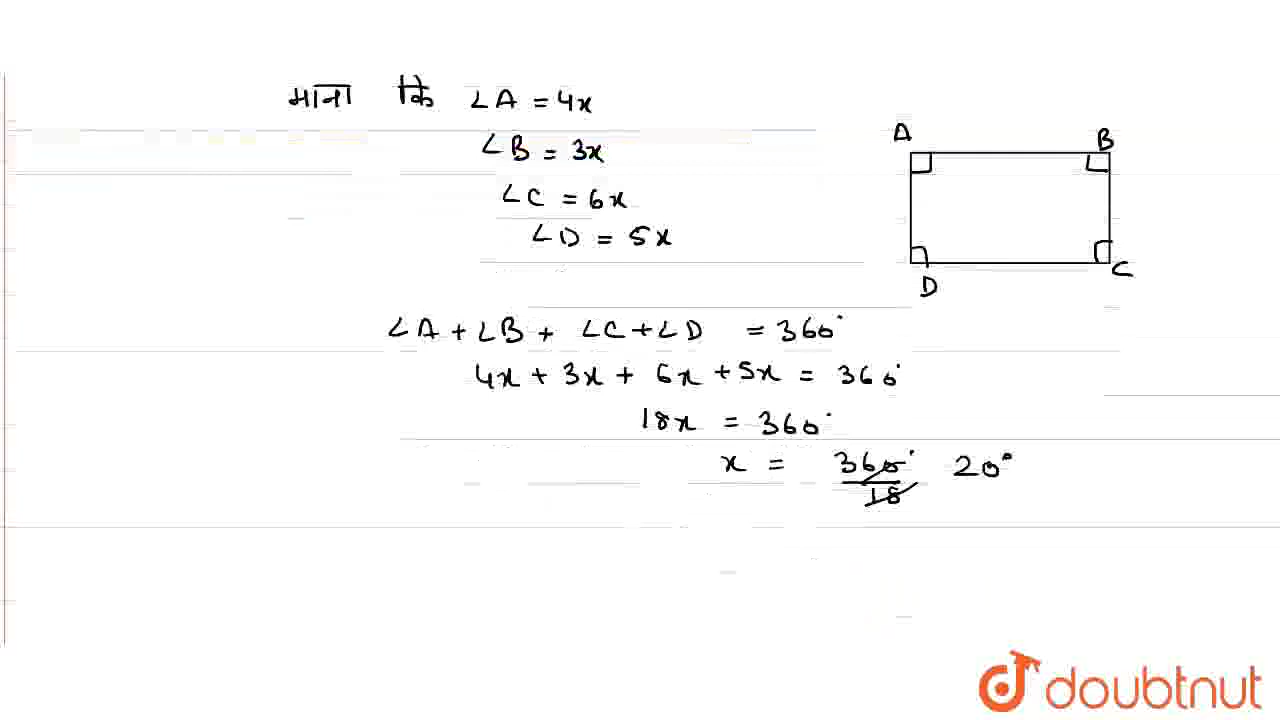 माना कि ∠A = 4x
∠B = 3x
∠C = 6x
∠D = 5x
A B
D C
∠A + ∠B + ∠C + ∠D = 360°
4x + 3x + 6x + 5x = 360°
18x = 360°
x = 360°/18 20°
doubtnut